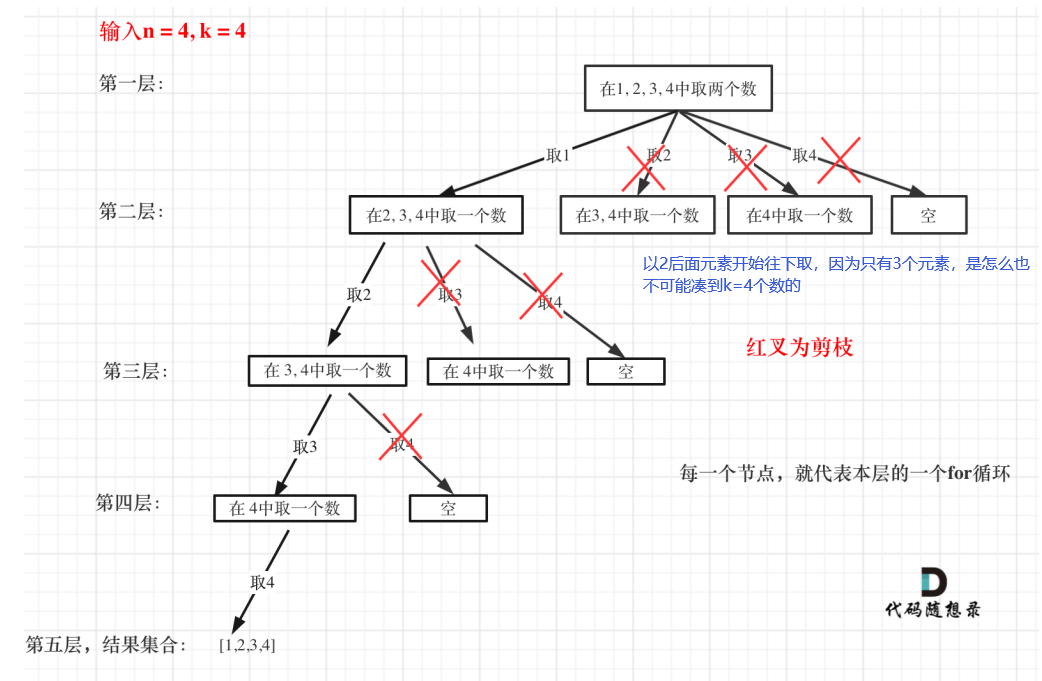 输入n = 4, k = 4
第一层：
在1, 2, 3, 4中取两个数
取1
取2
取3
取4
第二层：
在2, 3, 4中取一个数
在3, 4中取一个数
在4中取一个数
空
以2后面元素开始往下取，因为只有3个元素，是怎么也
不可能凑到k=4个数的
取2
取3
取4
红叉为剪枝
第三层：
在 3, 4中取一个数
在 4中取一个数
空
取3
取4
每一个节点，就代表本层的一个for循环
第四层：
在 4中取一个数
空
取4
代码随想录
第五层，结果集合：
[1,2,3,4]